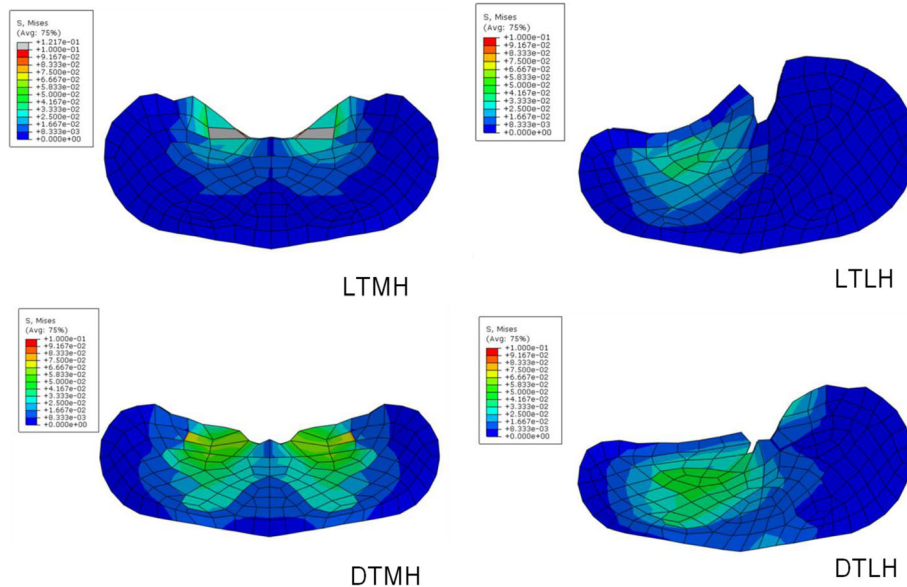 S, Mises
(Avg: 75%)
+1.217e-01
+1.000e-01
+9.167e-02
+8.333e-02
+7.500e-02
+6.667e-02
+5.833e-02
+5.000e-02
+4.167e-02
+3.333e-02
+2.500e-02
+1.667e-02
+8.333e-03
+0.000e+00
LTMH
S, Mises
(Avg: 75%)
+1.000e-01
+9.167e-02
+8.333e-02
+7.500e-02
+6.667e-02
+5.833e-02
+5.000e-02
+4.167e-02
+3.333e-02
+2.500e-02
+1.667e-02
+8.333e-03
+0.000e+00
LTLH
S, Mises
(Avg: 75%)
+1.000e-01
+9.167e-02
+8.333e-02
+7.500e-02
+6.667e-02
+5.833e-02
+5.000e-02
+4.167e-02
+3.333e-02
+2.500e-02
+1.667e-02
+8.333e-03
+0.000e+00
DTMH
S, Mises
(Avg: 75%)
+1.000e-01
+9.167e-02
+8.333e-02
+7.500e-02
+6.667e-02
+5.833e-02
+5.000e-02
+4.167e-02
+3.333e-02
+2.500e-02
+1.667e-02
+8.333e-03
+0.000e+00
DTLH